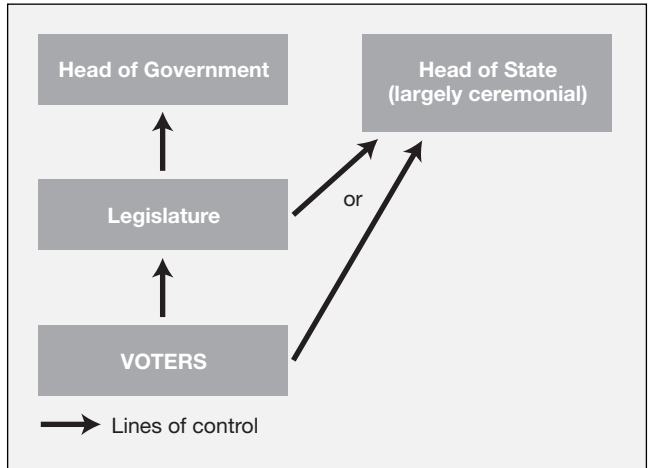 Head of Government
Head of State
(largely ceremonial)
Legislature
or
VOTERS
Lines of control